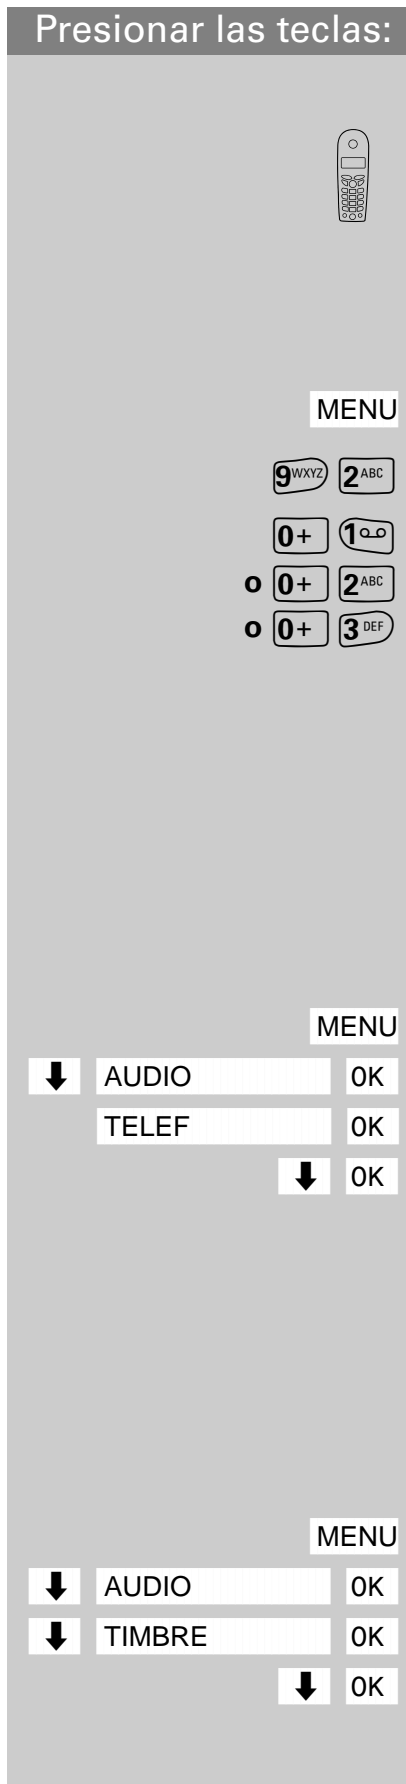 Presionar las teclas:
MENU
9WXYZ 2ABC
0+ 1
o 0+ 2ABC
o 0+ 3DEF
MENU
AUDIO OK
TELEF OK
OK
MENU
AUDIO OK
TIMBRE OK
OK